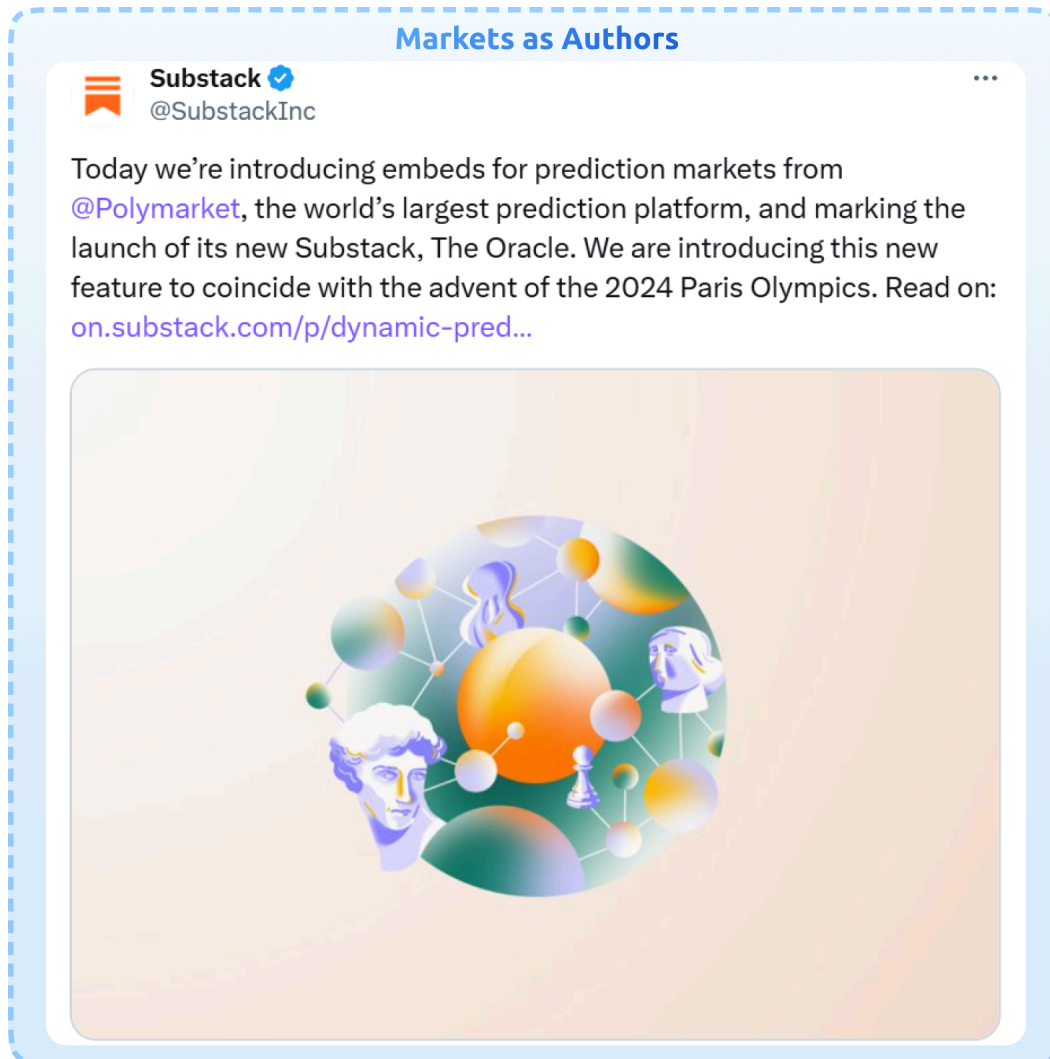 Markets as Authors
Substack
@SubstackInc
Today we’re introducing embeds for prediction markets from
@Polymarket, the world’s largest prediction platform, and marking the
launch of its new Substack, The Oracle. We are introducing this new
feature to coincide with the advent of the 2024 Paris Olympics. Read on:
on.substack.com/p/dynamic-pred...